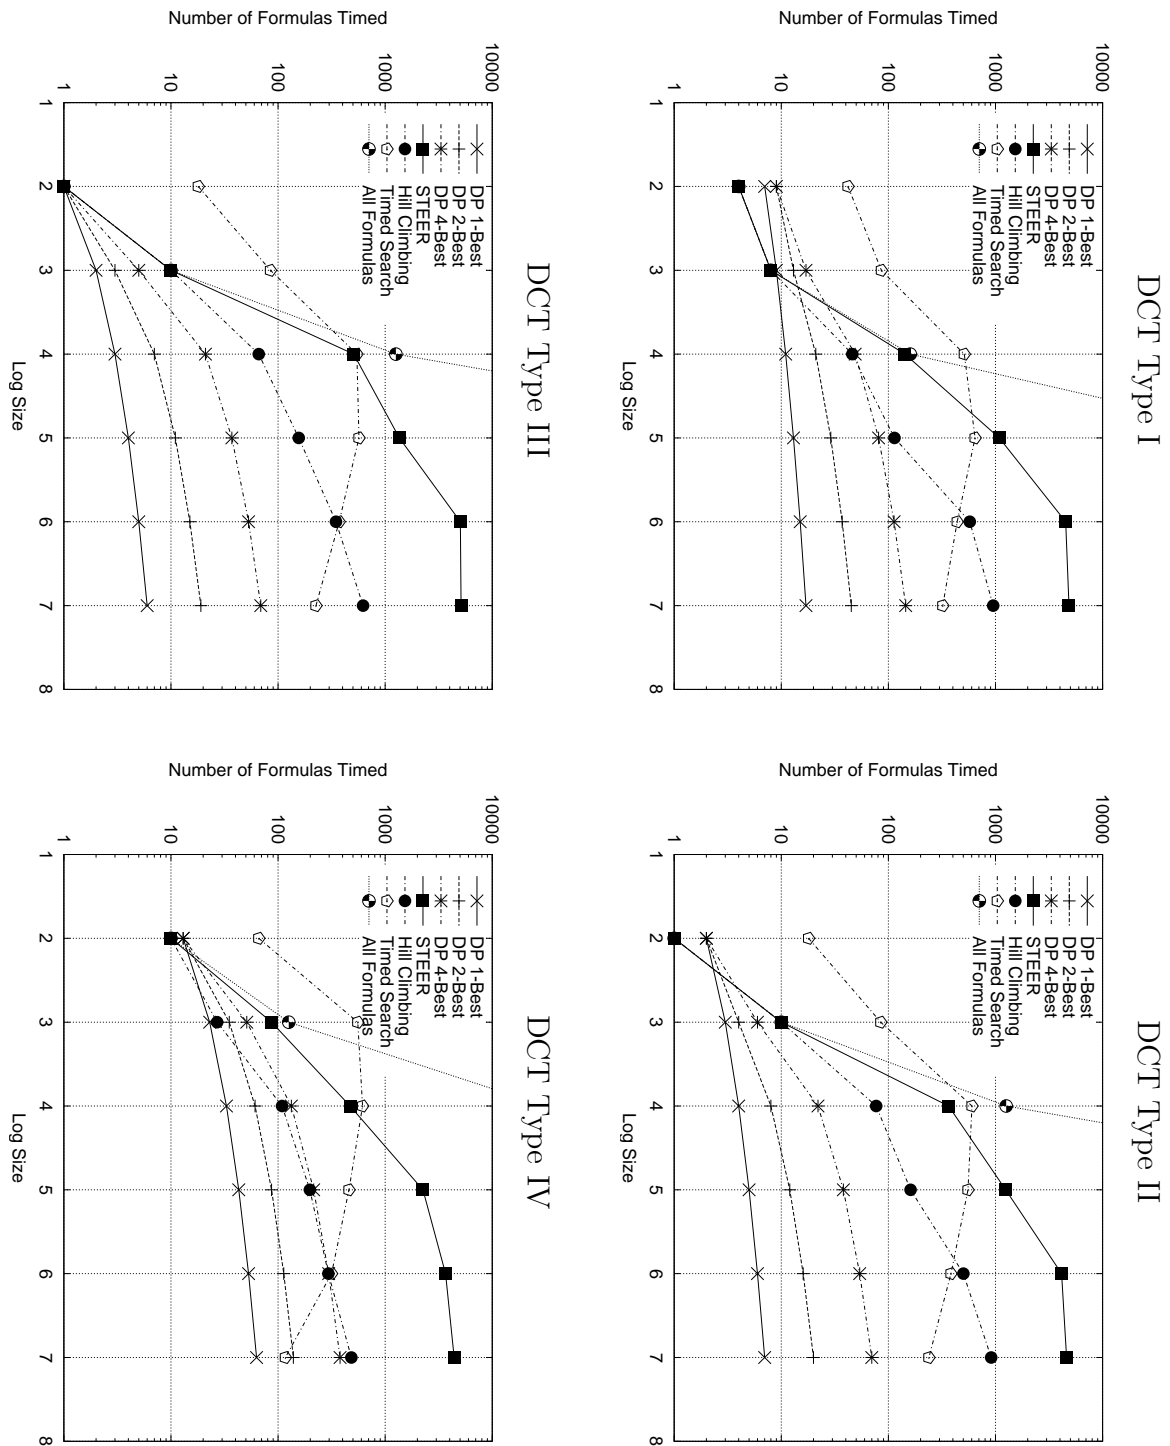 DCT Type I
Number of Formulas Timed
10000
1000
100
10
1
1
2
3
4
5
6
7
8
Log Size
DP 1-Best
DP 2-Best
DP 4-Best
STEER
Hill Climbing
Timed Search
All Formulas
DCT Type II
Number of Formulas Timed
10000
1000
100
10
1
1
2
3
4
5
6
7
8
Log Size
DP 1-Best
DP 2-Best
DP 4-Best
STEER
Hill Climbing
Timed Search
All Formulas
DCT Type III
Number of Formulas Timed
10000
1000
100
10
1
1
2
3
4
5
6
7
8
Log Size
DP 1-Best
DP 2-Best
DP 4-Best
STEER
Hill Climbing
Timed Search
All Formulas
DCT Type IV
Number of Formulas Timed
10000
1000
100
10
1
1
2
3
4
5
6
7
8
Log Size
DP 1-Best
DP 2-Best
DP 4-Best
STEER
Hill Climbing
Timed Search
All Formulas